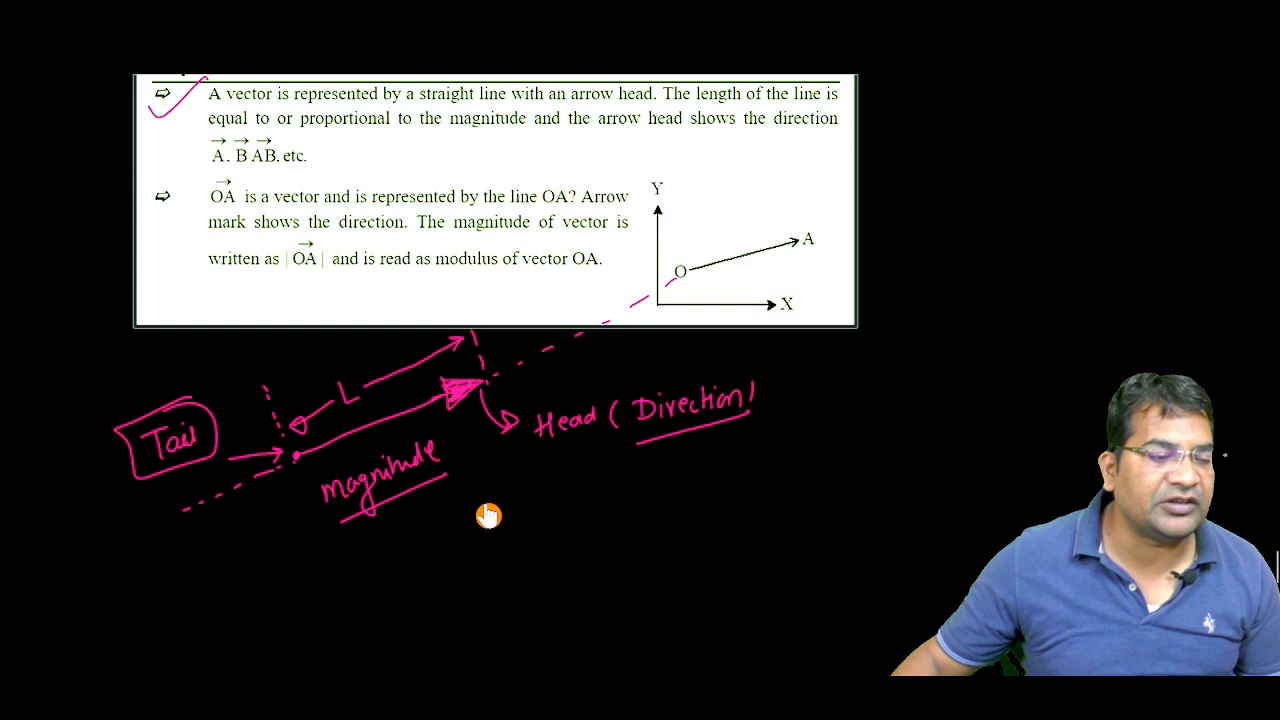 ⇨ A vector is represented by a straight line with an arrow head. The length of the line is
equal to or proportional to the magnitude and the arrow head shows the direction
A⃗, B⃗ A⃗B⃗, etc.
⇨ O⃗A⃗ is a vector and is represented by the line OA? Arrow
mark shows the direction. The magnitude of vector is
written as | O⃗A⃗ | and is read as modulus of vector OA.
Y
A
O
X
L
Tail
Head (Direction)
magnitude